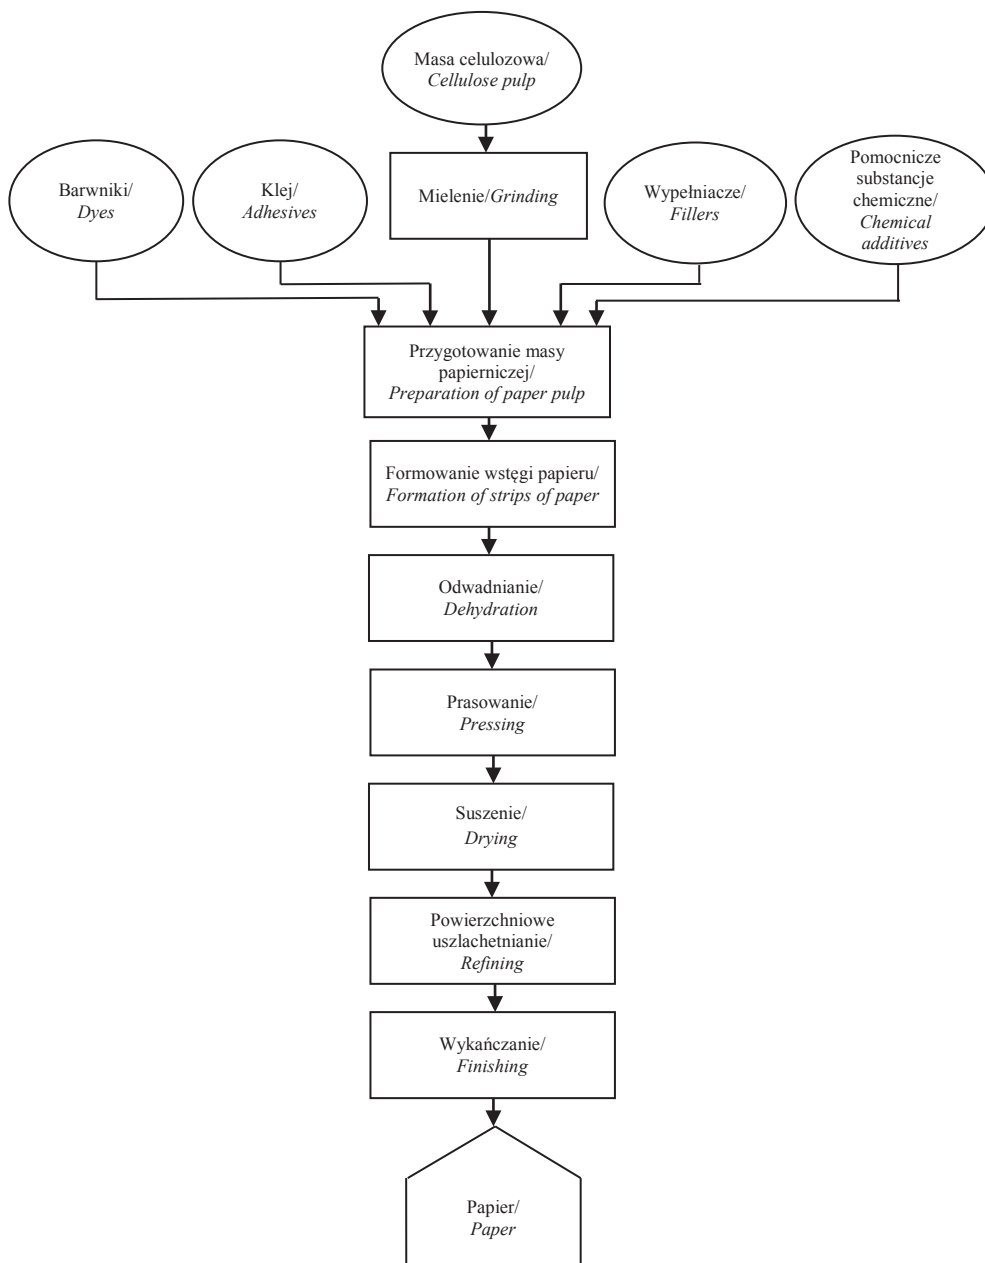 Masa celulozowa/
Cellulose pulp
Barwniki/
Dyes
Klej/
Adhesives
Mielenie/Grinding
Wypełniacze/
Fillers
Pomocnicze
substancje
chemiczne/
Chemical
additives
Przygotowanie masy
papierniczej/
Preparation of paper pulp
Formowanie wstęgi papieru/
Formation of strips of paper
Odwadnianie/
Dehydration
Prasowanie/
Pressing
Suszenie/
Drying
Powierzchniowe
uszlachetnianie/
Refining
Wykańczanie/
Finishing
Papier/
Paper